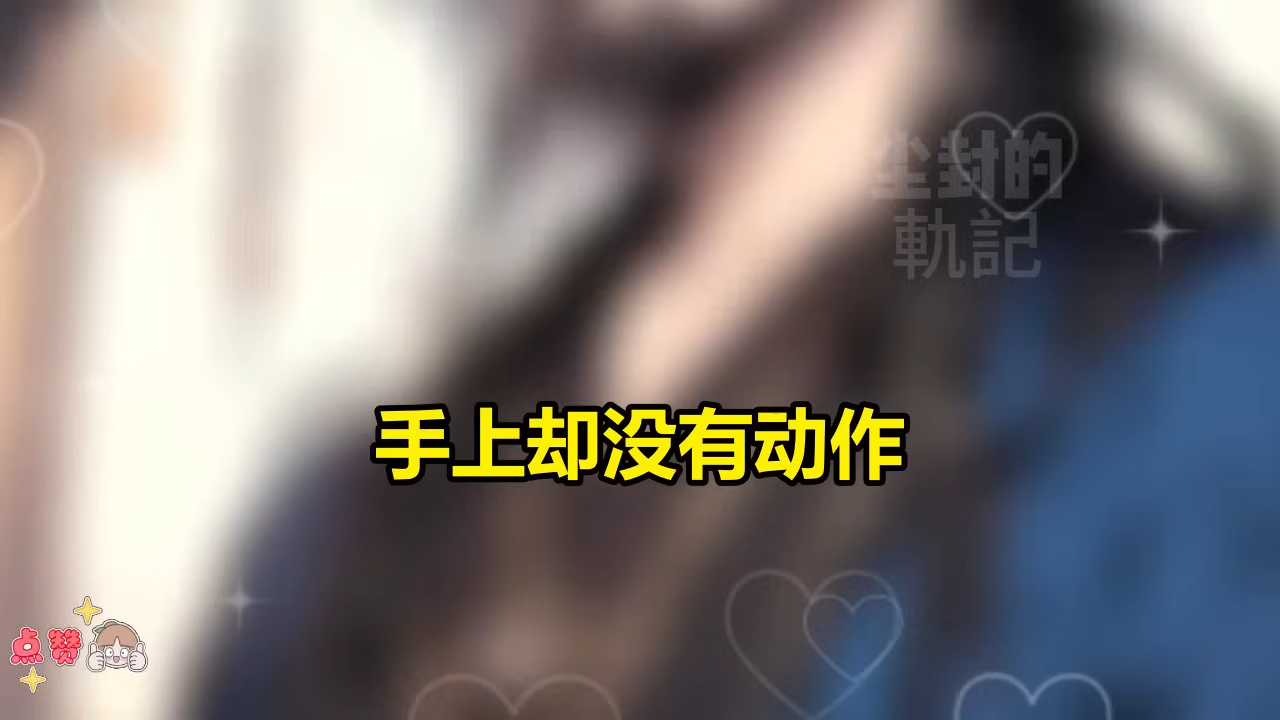 尘封的
軌記
手上却没有动作
点赞